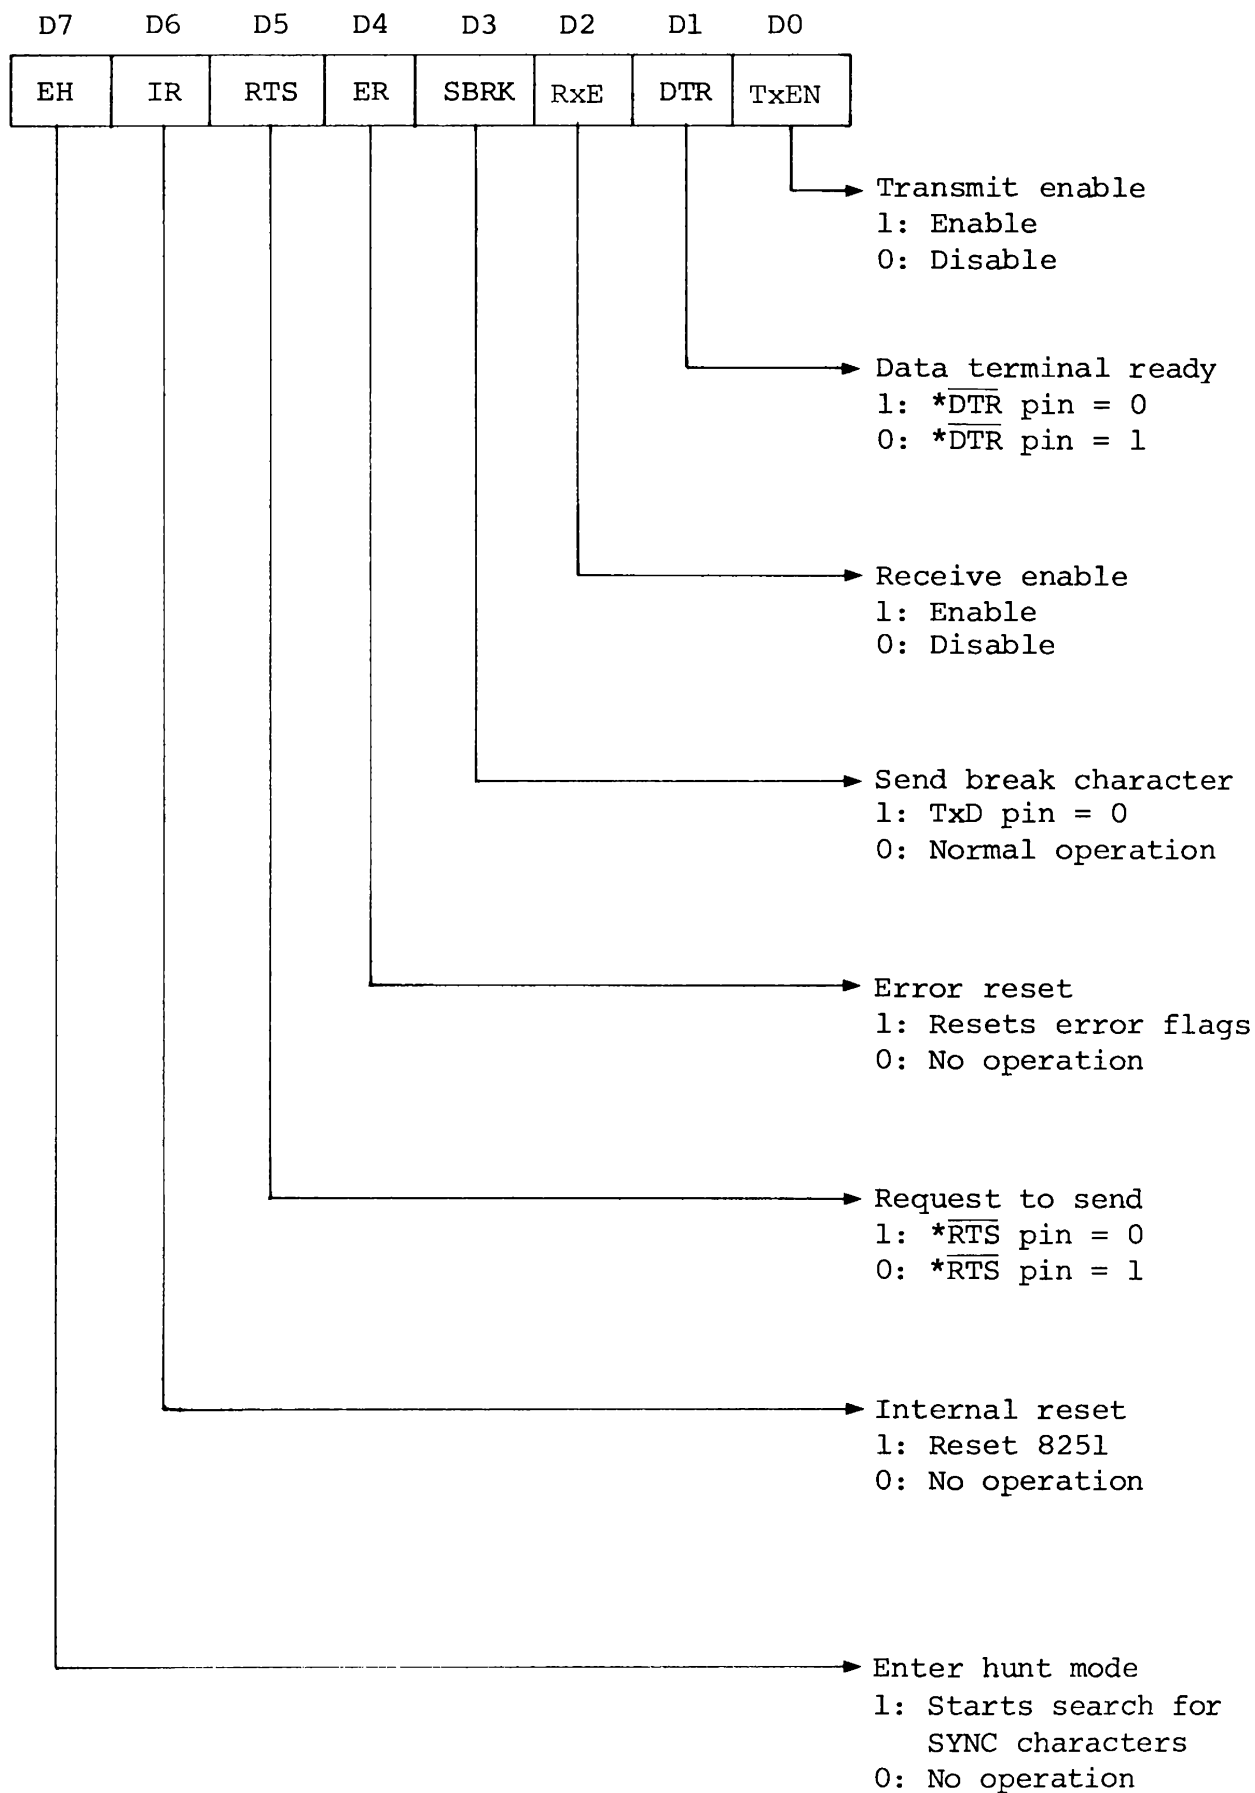 D7 D6 D5 D4 D3 D2 D1 D0
EH IR RTS ER SBRK RxE DTR TxEN
Transmit enable
1: Enable
0: Disable
Data terminal ready
1: *D̅T̅R̅ pin = 0
0: *D̅T̅R̅ pin = 1
Receive enable
1: Enable
0: Disable
Send break character
1: TxD pin = 0
0: Normal operation
Error reset
1: Resets error flags
0: No operation
Request to send
1: *R̅T̅S̅ pin = 0
0: *R̅T̅S̅ pin = 1
Internal reset
1: Reset 8251
0: No operation
Enter hunt mode
1: Starts search for
SYNC characters
0: No operation